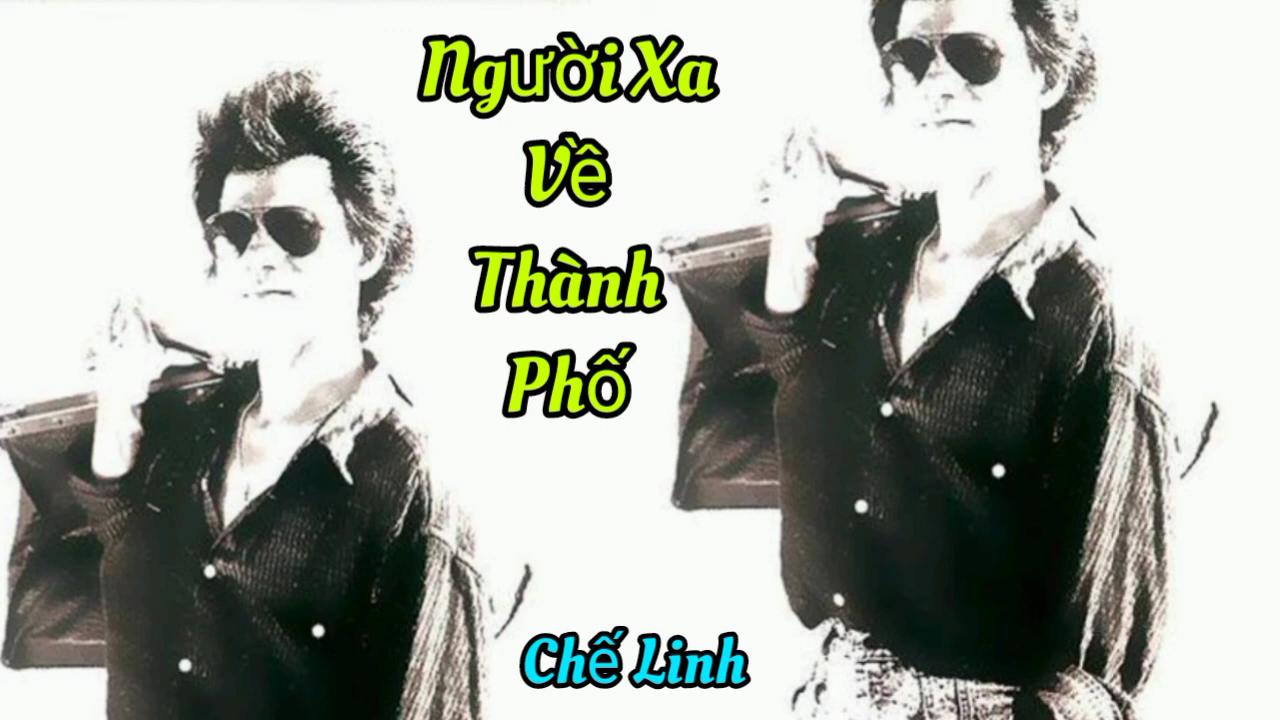 Người Xa
Về
Thành
Phố
Chế Linh